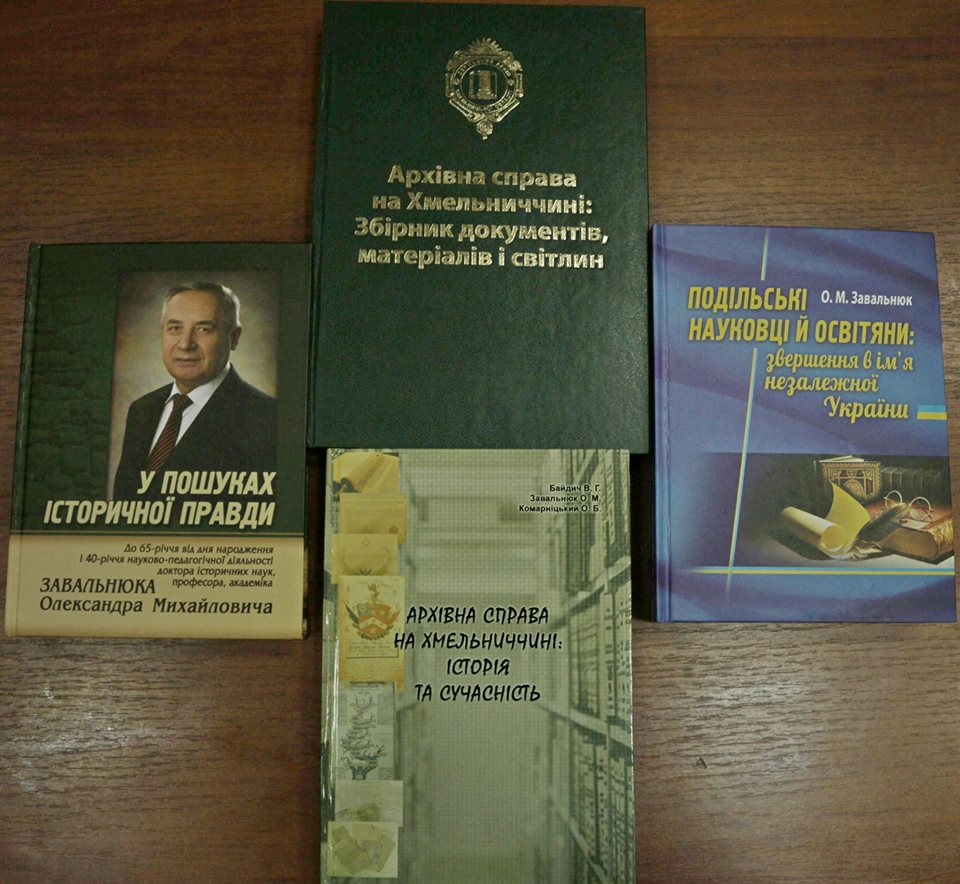 Архівна справа
на Хмельниччині:
Збірник документів,
матеріалів і світлин
У ПОШУКАХ
ІСТОРИЧНОЇ ПРАВДИ
До 65-річчя від дня народження
і 40-річчя науково-педагогічної діяльності
доктора історичних наук,
професора, академіка
ЗАВАЛЬНЮКА
Олександра Михайловича
О. М. Завальнюк
ПОДІЛЬСЬКІ
НАУКОВЦІ Й ОСВІТЯНИ:
звершення в ім'я
незалежної
України
Байдич В. Г.
Завальнюк О. М.
Комарніцький О. Б.
АРХІВНА СПРАВА
НА ХМЕЛЬНИЧЧИНІ:
ІСТОРІЯ
ТА СУЧАСНІСТЬ